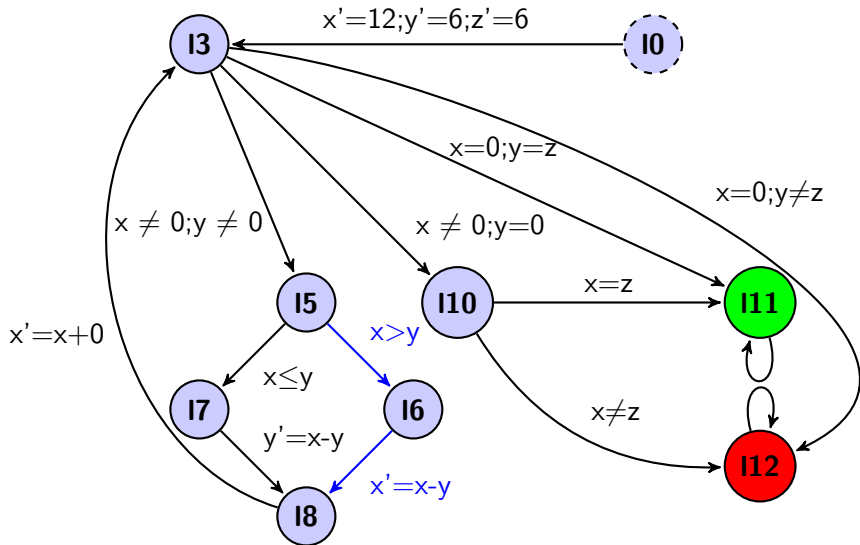 x'=12;y'=6;z'=6
l3
l0
x=0;y=z
x=0;y≠z
x ≠ 0;y ≠ 0
x ≠ 0;y=0
l5
l10
x=z
l11
x'=x+0
x>y
x≤y
l7
l6
x≠z
y'=x-y
l12
x'=x-y
l8